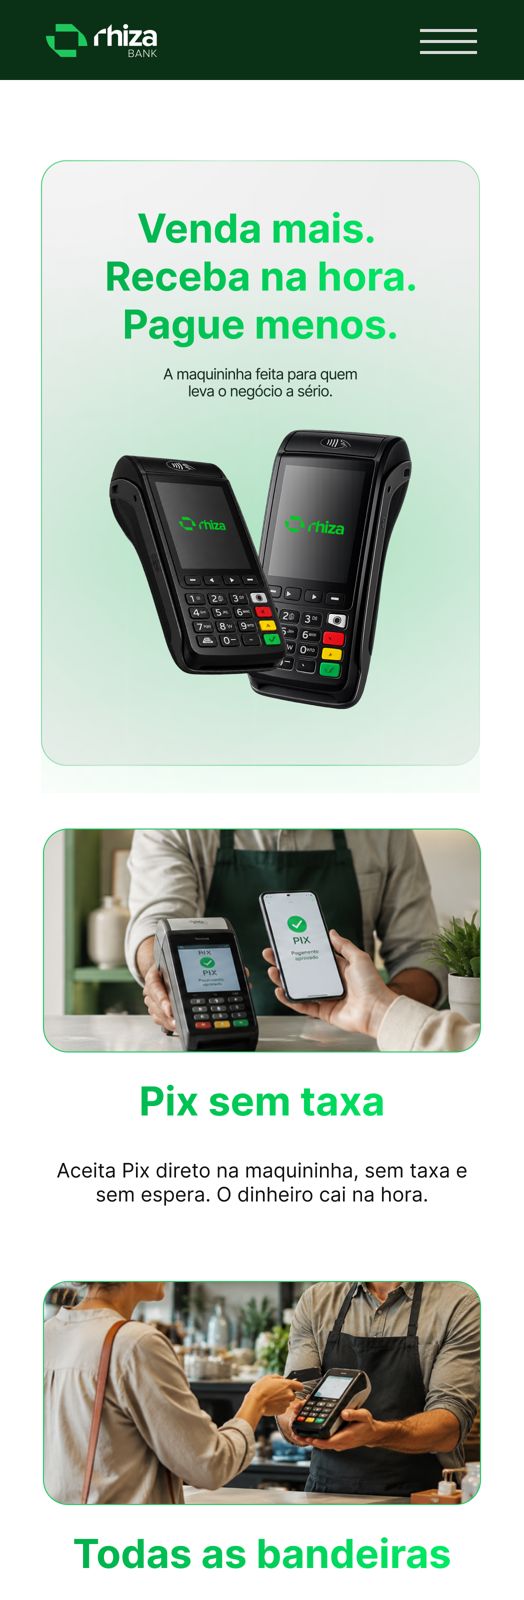 rhiza
BANK
Venda mais.
Receba na hora.
Pague menos.
A maquininha feita para quem
leva o negócio a sério.
rhiza
rhiza
PIX
PIX
PIX
Pagamento
aprovado
Pix sem taxa
Aceita Pix direto na maquininha, sem taxa e
sem espera. O dinheiro cai na hora.
Todas as bandeiras